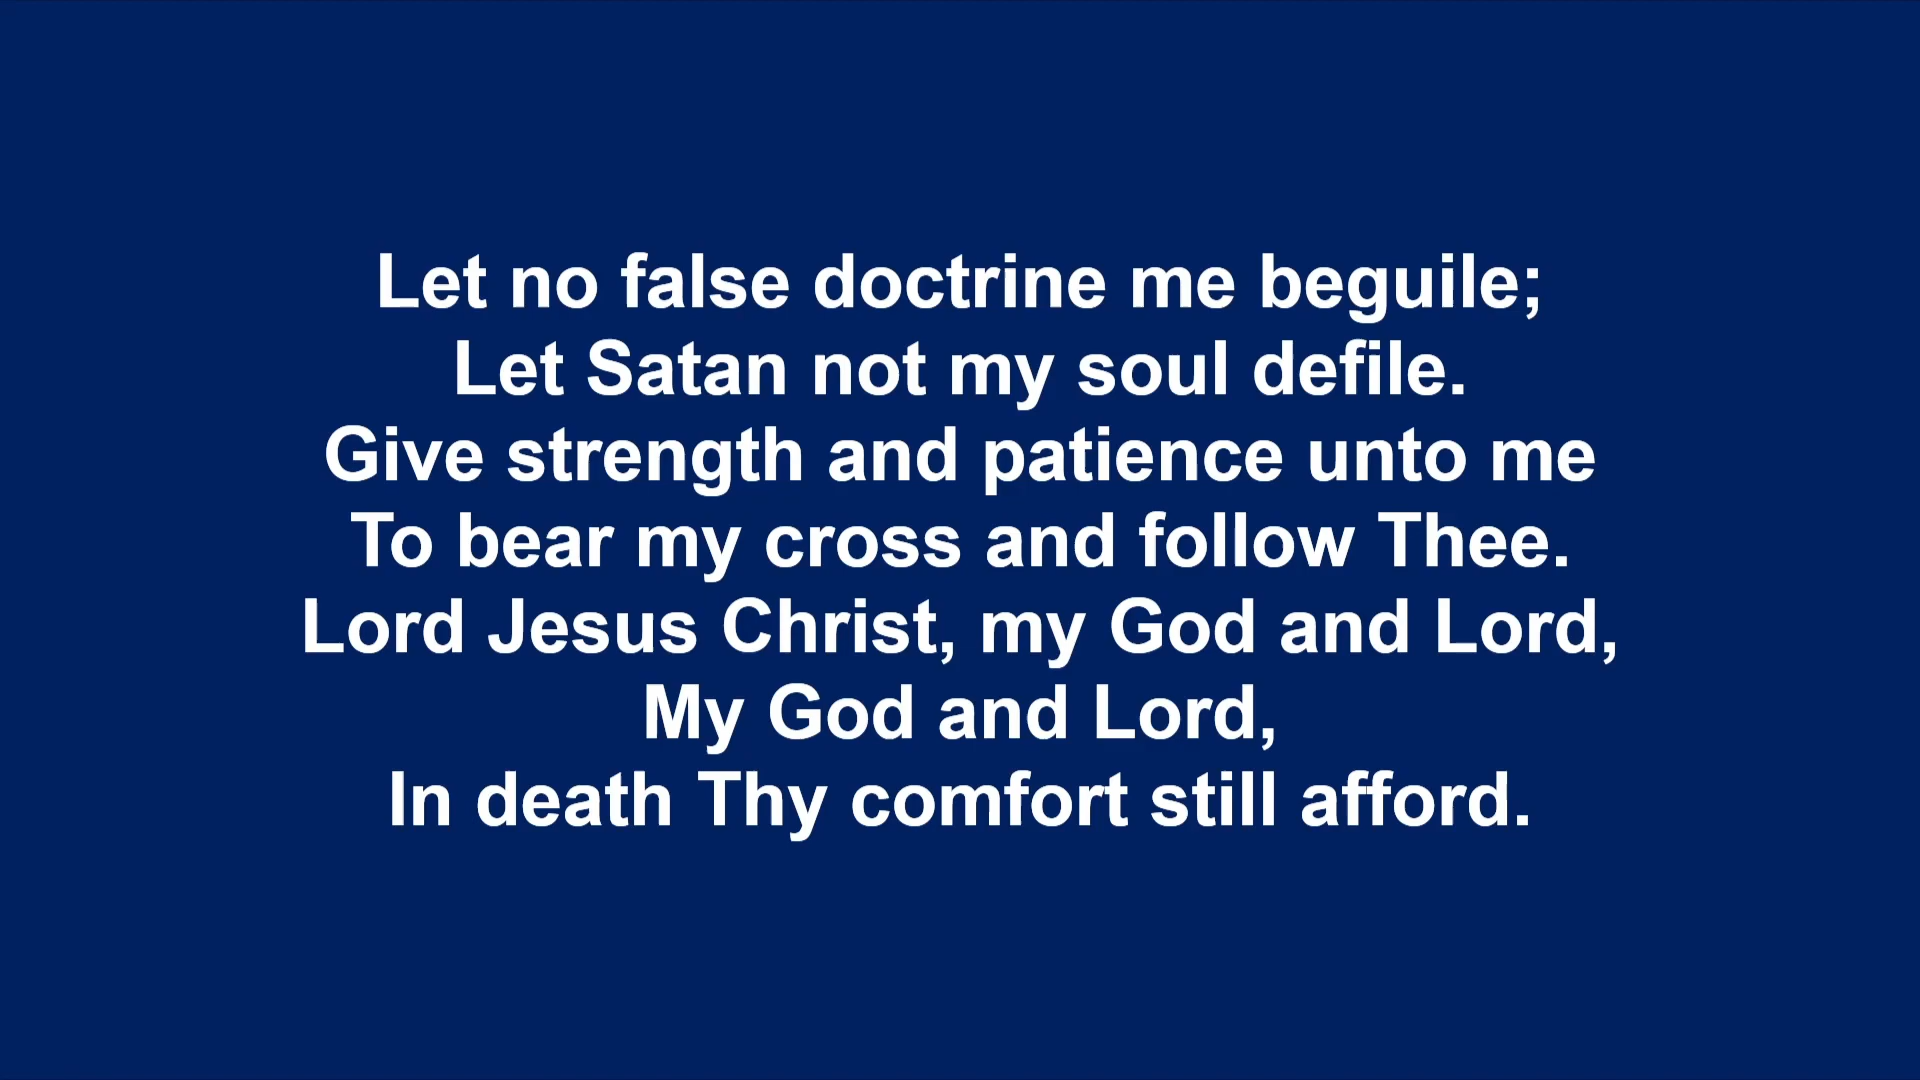 Let no false doctrine me beguile;
Let Satan not my soul defile.
Give strength and patience unto me
To bear my cross and follow Thee.
Lord Jesus Christ, my God and Lord,
My God and Lord,
In death Thy comfort still afford.